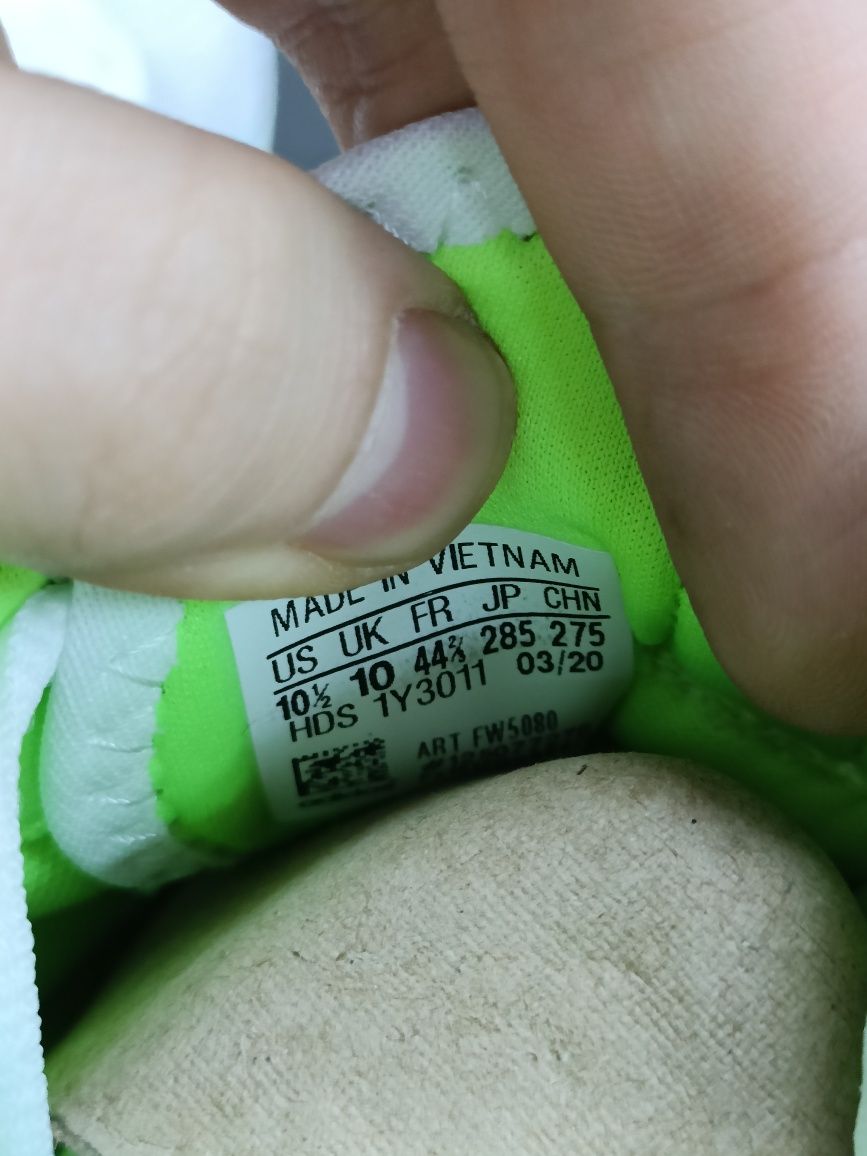 MADE IN VIETNAM
US UK FR JP CHN
10½ 10 44⅔ 285 275
HDS 1Y3011 03/20
ART FW5080